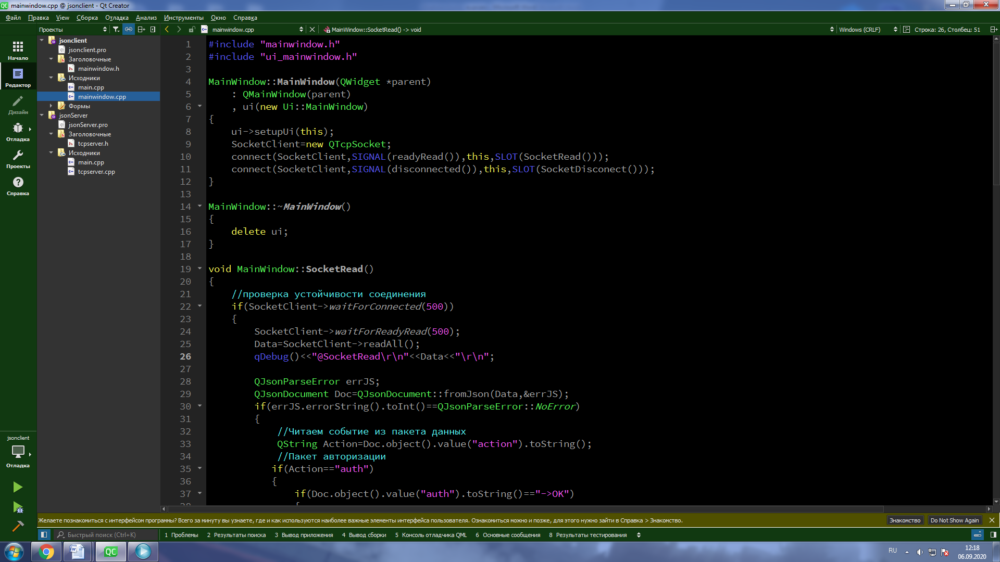 mainwindow.cpp @ jsonclient - Qt Creator
Файл Правка View Сборка Отладка Анализ Инструменты Окно Справка
Проекты mainwindow.cpp MainWindow::SocketRead() -> void Windows (CRLF) Строка: 26, Столбец: 51
Начало
Редактор
Дизайн
Отладка
Проекты
Справка
jsonclient
Отладка
jsonclient
jsonclient.pro
Заголовочные
mainwindow.h
Исходники
main.cpp
mainwindow.cpp
Формы
jsonServer
jsonServer.pro
Заголовочные
tcpserver.h
Исходники
main.cpp
tcpserver.cpp
1 #include "mainwindow.h"
2 #include "ui_mainwindow.h"
3
4 MainWindow::MainWindow(QWidget *parent)
5     : QMainWindow(parent)
6     , ui(new Ui::MainWindow)
7 {
8     ui->setupUi(this);
9     SocketClient=new QTcpSocket;
10     connect(SocketClient,SIGNAL(readyRead()),this,SLOT(SocketRead()));
11     connect(SocketClient,SIGNAL(disconnected()),this,SLOT(SocketDisconect()));
12 }
13
14 MainWindow::~MainWindow()
15 {
16     delete ui;
17 }
18
19 void MainWindow::SocketRead()
20 {
21     //проверка устойчивости соединения
22     if(SocketClient->waitForConnected(500))
23     {
24         SocketClient->waitForReadyRead(500);
25         Data=SocketClient->readAll();
26         qDebug()<<"@SocketRead\r\n"<<Data<<"\r\n";
27
28         QJsonParseError errJS;
29         QJsonDocument Doc=QJsonDocument::fromJson(Data,&errJS);
30         if(errJS.errorString().toInt()==QJsonParseError::NoError)
31         {
32             //Читаем событие из пакета данных
33             QString Action=Doc.object().value("action").toString();
34             //Пакет авторизации
35            if(Action=="auth")
36            {
37                if(Doc.object().value("auth").toString()=="->OK")
38                {
Желаете познакомиться с интерфейсом программы? Всего за минуту вы узнаете, где и как используются наиболее важные элементы интерфейса пользователя. Ознакомиться можно и позже, для этого нужно зайти в Справка > Знакомство. Знакомство Do Not Show Again
Быстрый поиск (Ctrl+K) 1 Проблемы 2 Результаты поиска 3 Вывод приложения 4 Вывод сборки 5 Консоль отладчика QML 6 Основные сообщения 8 Результаты тестирования
RU 12:18
06.09.2020